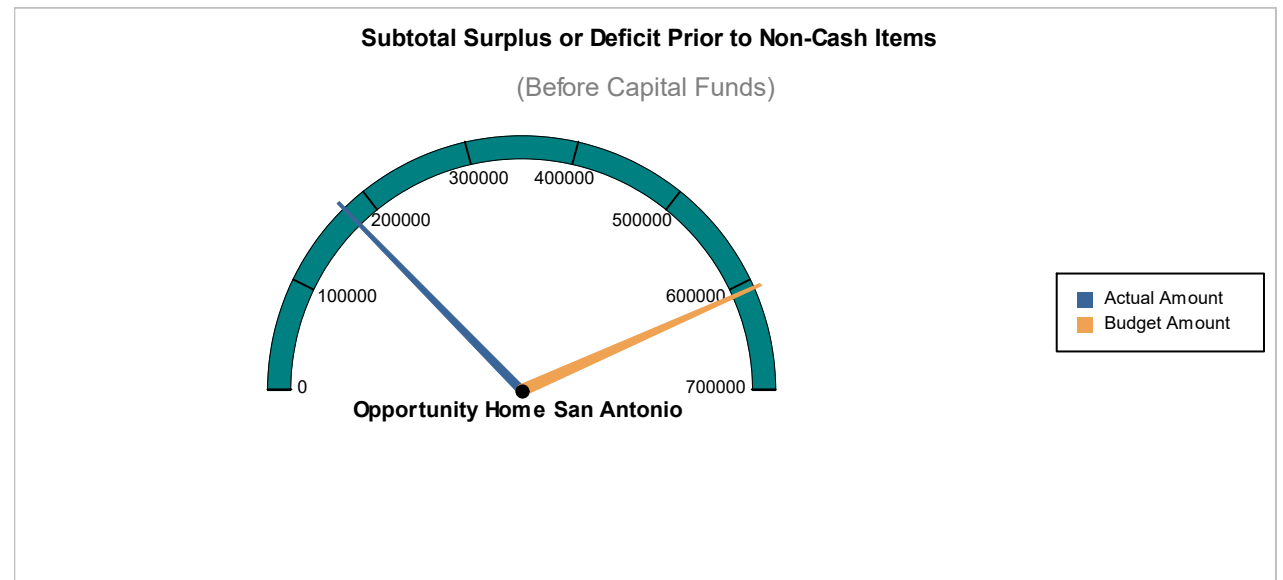 Subtotal Surplus or Deficit Prior to Non-Cash Items
(Before Capital Funds)
300000 400000
200000 500000
100000 600000
0 700000
Opportunity Home San Antonio
Actual Amount
Budget Amount